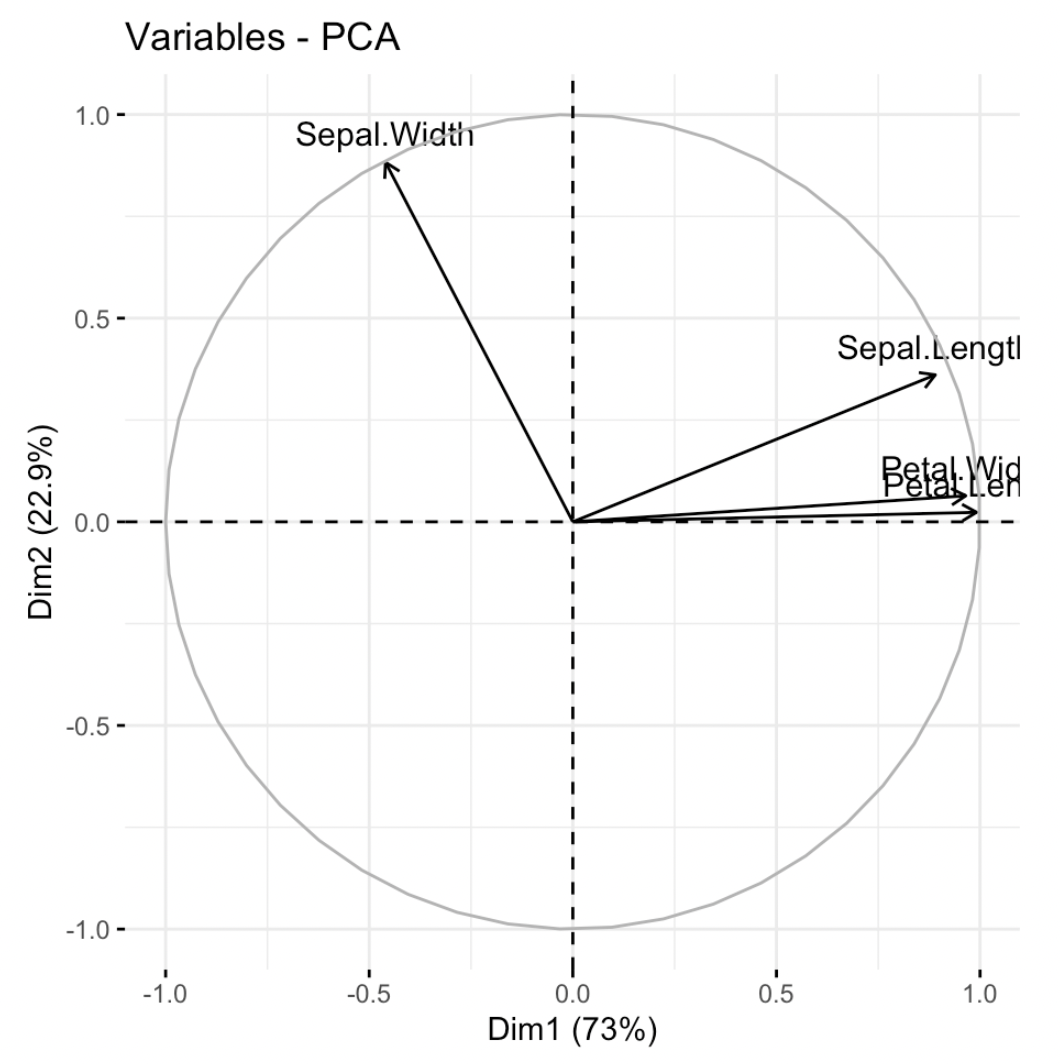 Variables - PCA
1.0
Sepal.Width
0.5
Sepal.Length
Petal.Wid
Petal.Len
Dim2 (22.9%)
0.0
-0.5
-1.0
-1.0
-0.5
0.0
0.5
1.0
Dim1 (73%)